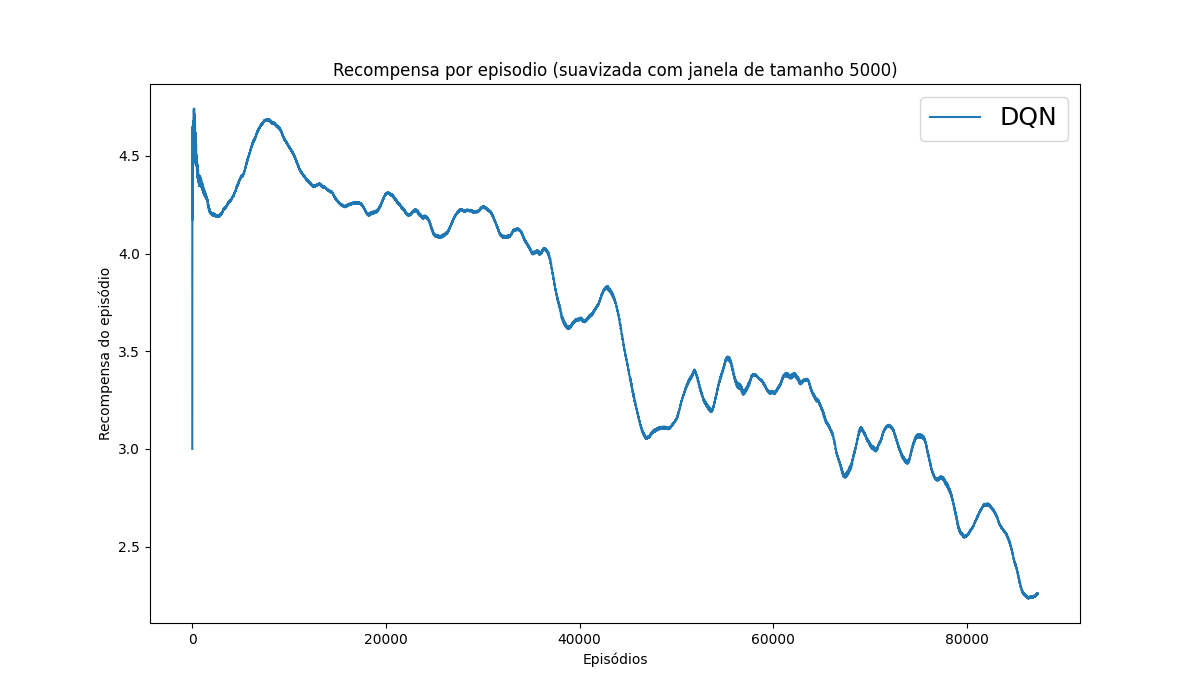 Recompensa por episodio (suavizada com janela de tamanho 5000)
DQN
Recompensa do episódio
4.5
4.0
3.5
3.0
2.5
0 20000 40000 60000 80000
Episódios